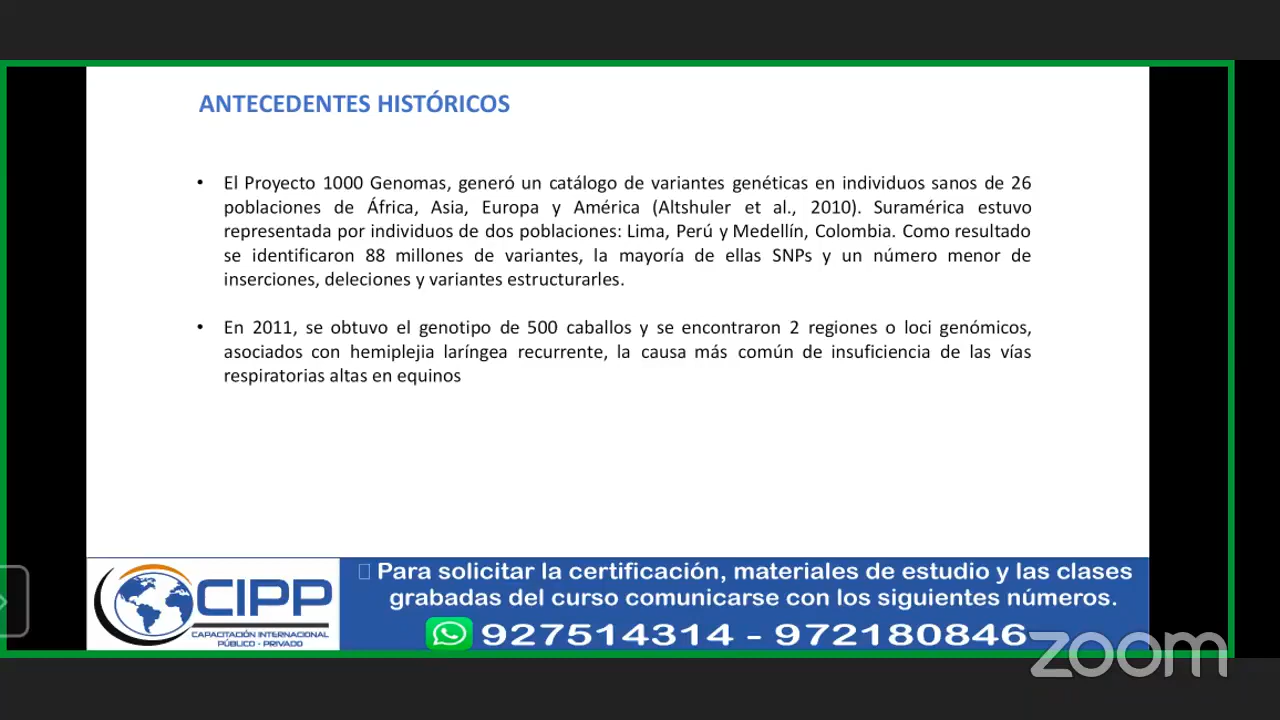 ANTECEDENTES HISTÓRICOS
• El Proyecto 1000 Genomas, generó un catálogo de variantes genéticas en individuos sanos de 26
poblaciones de África, Asia, Europa y América (Altshuler et al., 2010). Suramérica estuvo
representada por individuos de dos poblaciones: Lima, Perú y Medellín, Colombia. Como resultado
se identificaron 88 millones de variantes, la mayoría de ellas SNPs y un número menor de
inserciones, deleciones y variantes estructurarles.
• En 2011, se obtuvo el genotipo de 500 caballos y se encontraron 2 regiones o loci genómicos,
asociados con hemiplejia laríngea recurrente, la causa más común de insuficiencia de las vías
respiratorias altas en equinos
CIPP
CAPACITACIÓN INTERNACIONAL
PÚBLICO - PRIVADO
Para solicitar la certificación, materiales de estudio y las clases
grabadas del curso comunicarse con los siguientes números.
927514314 - 972180846
zoom